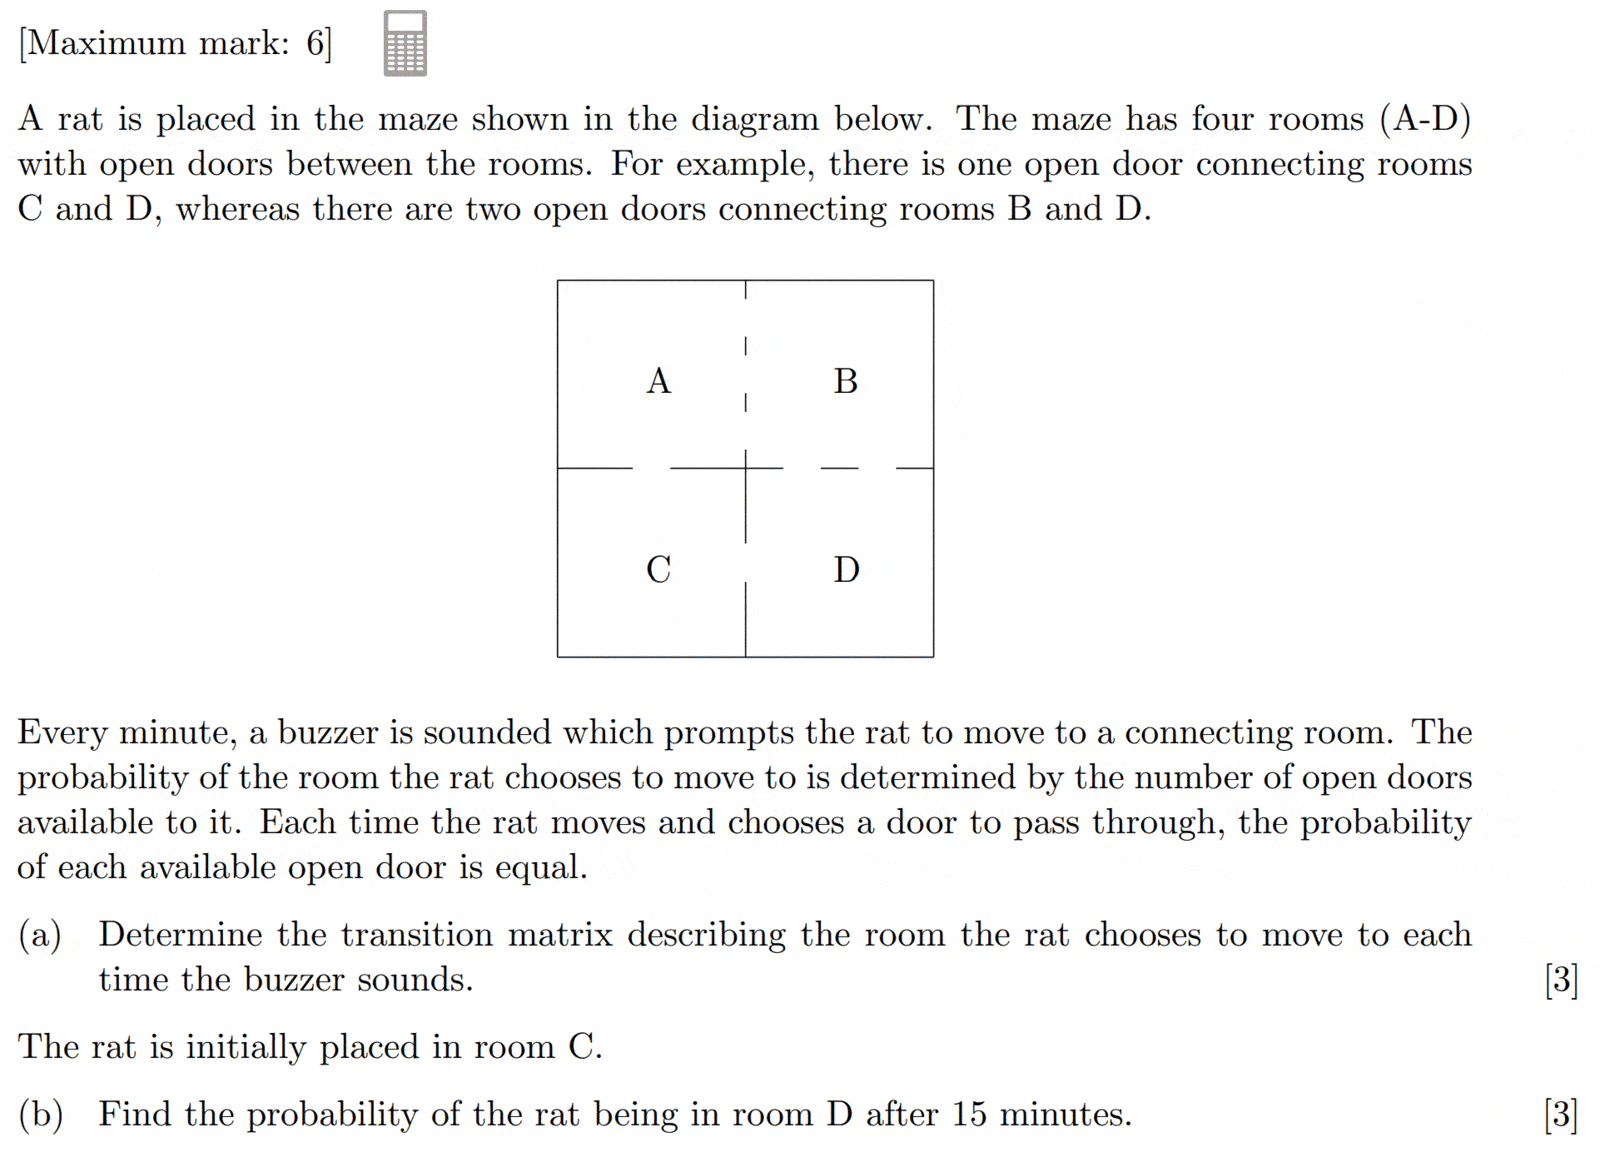 [Maximum mark: 6]
A rat is placed in the maze shown in the diagram below. The maze has four rooms (A-D)
with open doors between the rooms. For example, there is one open door connecting rooms
C and D, whereas there are two open doors connecting rooms B and D.
A B
C D
Every minute, a buzzer is sounded which prompts the rat to move to a connecting room. The
probability of the room the rat chooses to move to is determined by the number of open doors
available to it. Each time the rat moves and chooses a door to pass through, the probability
of each available open door is equal.
(a) Determine the transition matrix describing the room the rat chooses to move to each
time the buzzer sounds. [3]
The rat is initially placed in room C.
(b) Find the probability of the rat being in room D after 15 minutes. [3]